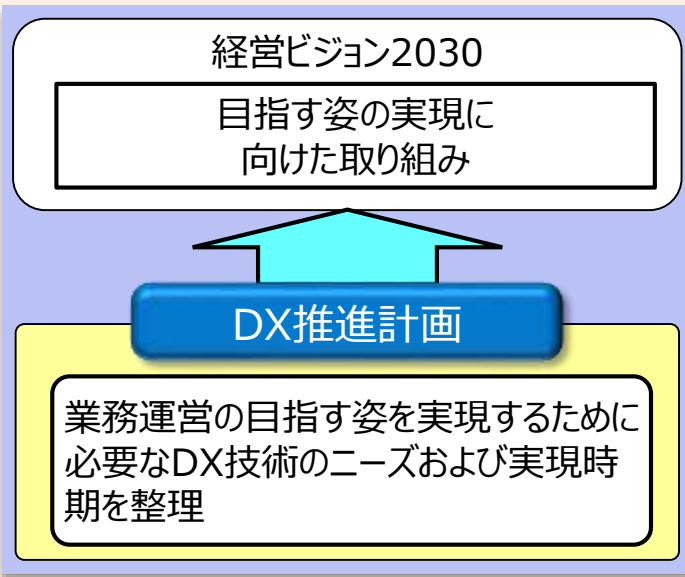 経営ビジョン2030
目指す姿の実現に
向けた取り組み
DX推進計画
業務運営の目指す姿を実現するために
必要なDX技術のニーズおよび実現時
期を整理